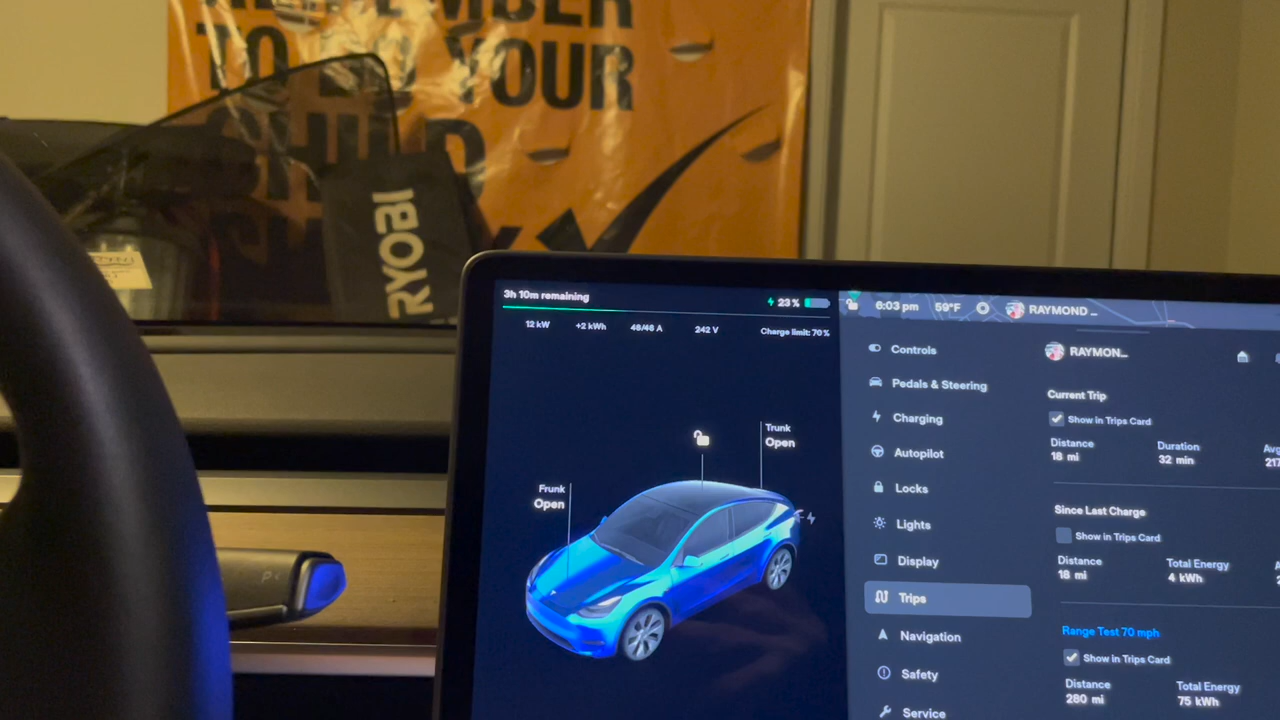 TO
YOUR
CHILD
RYOBI
3h 10m remaining
23 %
12 kW
+2 kWh
48/48 A
242 V
Charge limit: 70 %
Trunk
Open
Frunk
Open
6:03 pm
59°F
RAYMOND _
Controls
Pedals & Steering
Charging
Autopilot
Locks
Lights
Display
Trips
Navigation
Safety
Service
RAYMON...
Current Trip
Show in Trips Card
Distance
Duration
Avg
18 mi
32 min
217
Since Last Charge
Show in Trips Card
Distance
Total Energy
18 mi
4 kWh
Range Test 70 mph
Show in Trips Card
Distance
Total Energy
280 mi
75 kWh
P